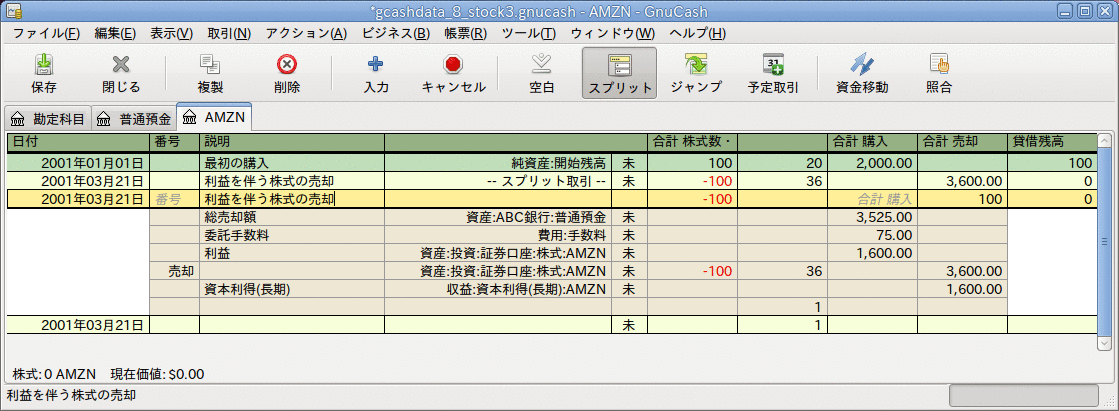 *gcashdata_8_stock3.gnucash - AMZN - GnuCash
ファイル(F) 編集(E) 表示(V) 取引(N) アクション(A) ビジネス(B) 帳票(R) ツール(T) ウィンドウ(W) ヘルプ(H)
保存 閉じる 複製 削除 入力 キャンセル 空白 スプリット ジャンプ 予定取引 資金移動 照合
勘定科目 普通預金 AMZN
日付 番号 説明 合計 株式数・ 合計 購入 合計 売却 貸借残高
2001年01月01日 最初の購入 純資産:開始残高 未 100 20 2,000.00 100
2001年03月21日 利益を伴う株式の売却 -- スプリット取引 -- 未 -100 36 3,600.00 0
2001年03月21日 番号 利益を伴う株式の売却 -100 合計 購入 100 0
総売却額 資産:ABC銀行:普通預金 未 3,525.00
委託手数料 費用:手数料 未 75.00
利益 資産:投資:証券口座:株式:AMZN 未 1,600.00
売却 資産:投資:証券口座:株式:AMZN 未 -100 36 3,600.00
資本利得(長期) 収益:資本利得(長期):AMZN 未 1,600.00
1
2001年03月21日 未 1
株式: 0 AMZN 現在価値: $0.00
利益を伴う株式の売却